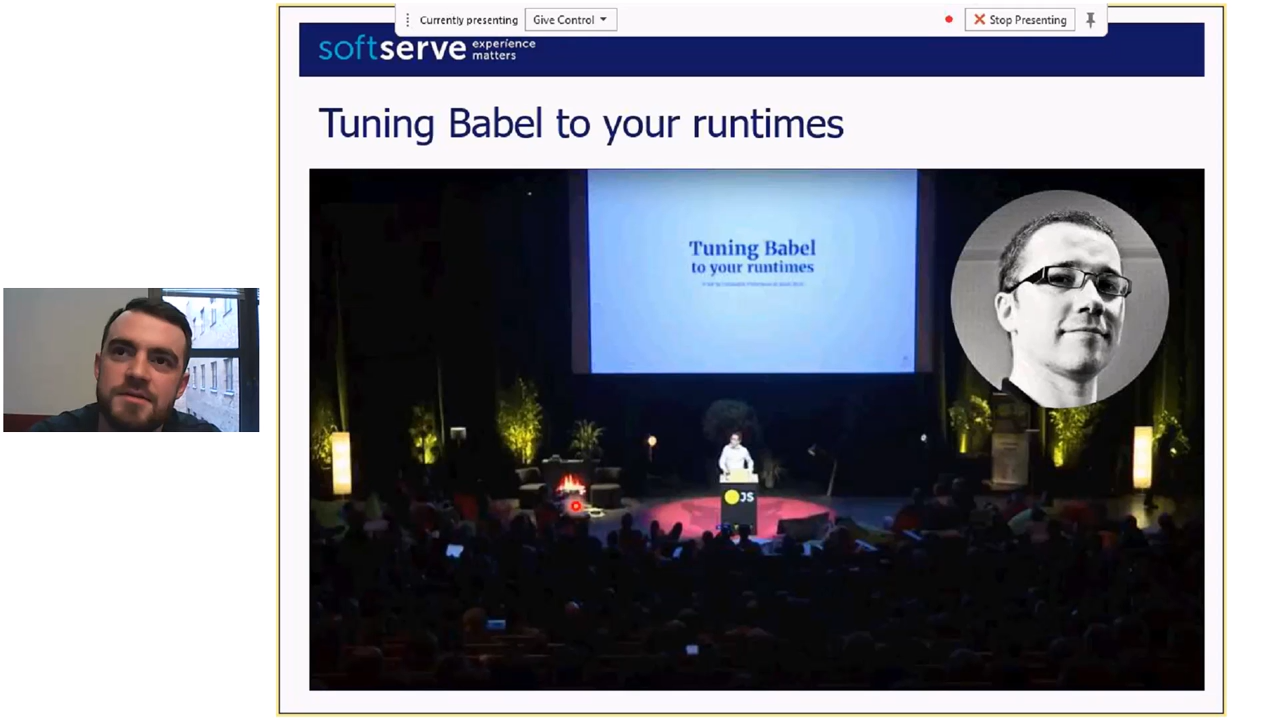 Currently presenting
Give Control
Stop Presenting
softserve experience
matters
Tuning Babel to your runtimes
Tuning Babel
to your runtimes
JS